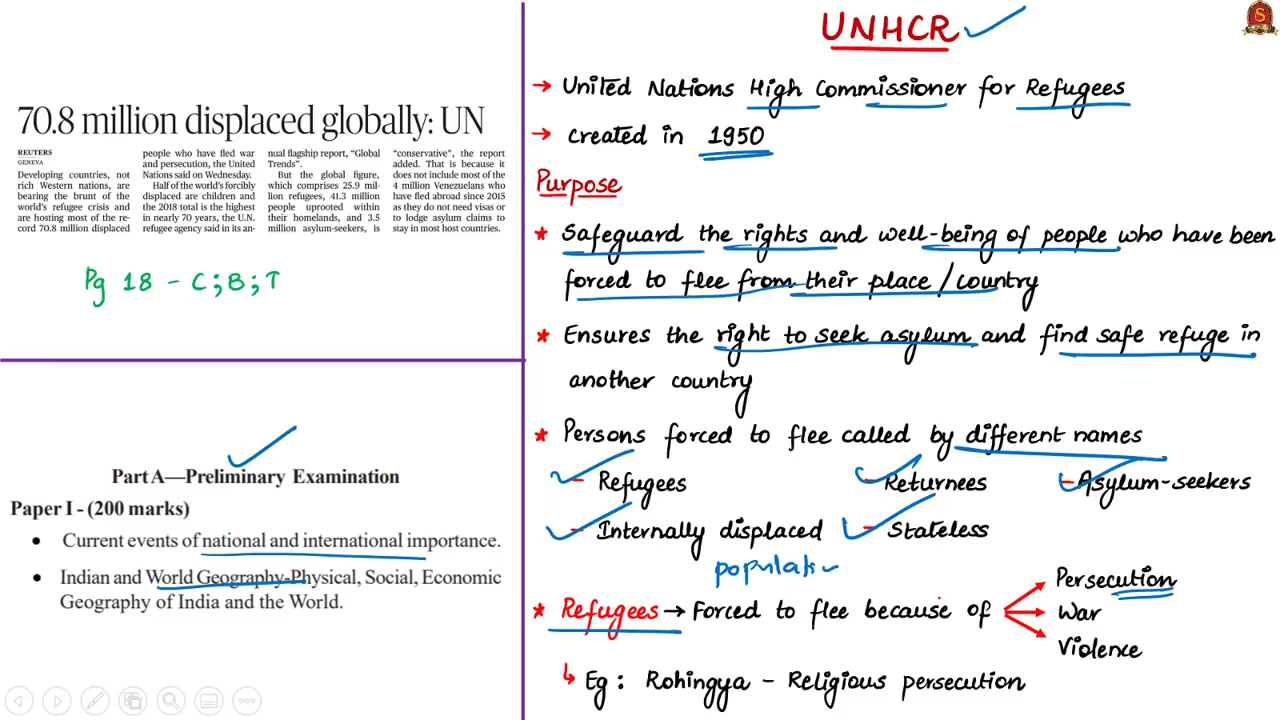 70.8 million displaced globally: UN
REUTERS
GENEVA
Developing countries, not
rich Western nations, are
bearing the brunt of the
world's refugee crisis and
are hosting most of the re-
cord 70.8 million displaced
people who have fled war
and persecution, the United
Nations said on Wednesday.
Half of the world's forcibly
displaced are children and
the 2018 total is the highest
in nearly 70 years, the U.N.
refugee agency said in its an-
nual flagship report, "Global
Trends".
But the global figure,
which comprises 25.9 mil-
lion refugees, 41.3 million
people uprooted within
their homelands, and 3.5
million asylum-seekers, is
"conservative", the report
added. That is because it
does not include most of the
4 million Venezuelans who
have fled abroad since 2015
as they do not need visas or
to lodge asylum claims to
stay in most host countries.
Pg 18 - C; B; T
Part A—Preliminary Examination
Paper I - (200 marks)
• Current events of national and international importance.
• Indian and World Geography-Physical, Social, Economic
Geography of India and the World.
UNHCR
→ United Nations High Commissioner for Refugees
→ created in 1950
Purpose
* Safeguard the rights and well-being of people who have been
forced to flee from their place/country
* Ensures the right to seek asylum and find safe refuge in
another country
* Persons forced to flee called by different names
- Refugees - Returnees - Asylum-seekers
- Internally displaced - Stateless
* Refugees → Forced to flee because of
Persecution
War
Violence
Eg: Rohingya - Religious persecution